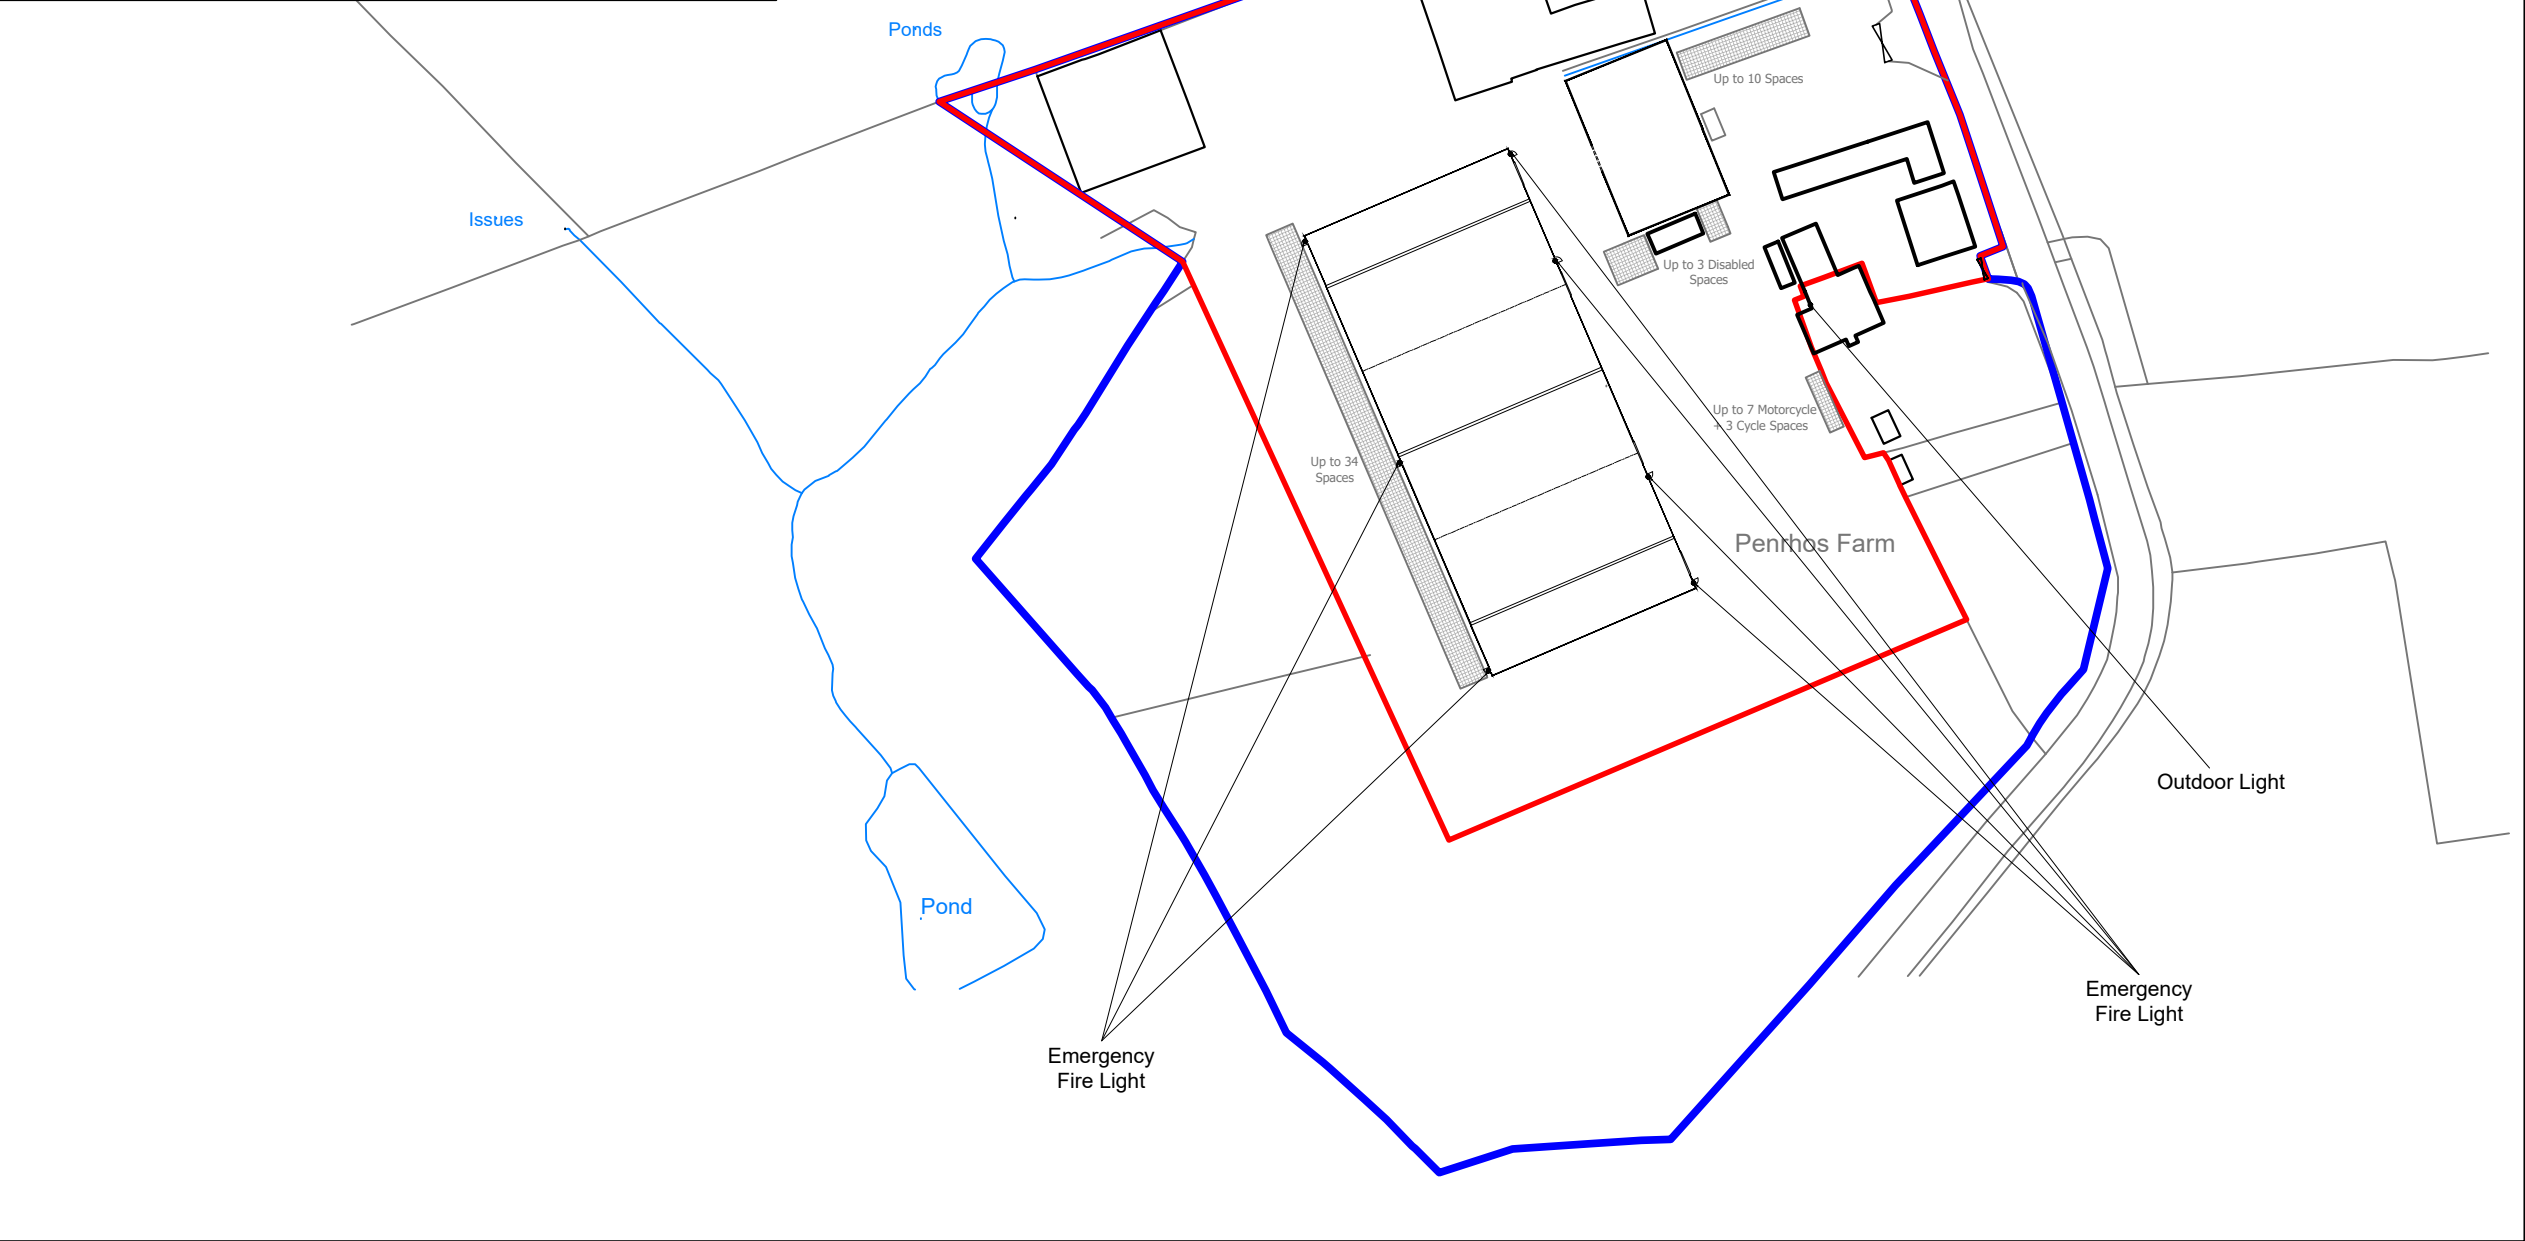 Ponds
Up to 10 Spaces
Issues
Up to 3 Disabled
Spaces
Up to 7 Motorcycle
+ 3 Cycle Spaces
Up to 34
Spaces
Penrhos Farm
Outdoor Light
Pond
Emergency
Fire Light
Emergency
Fire Light